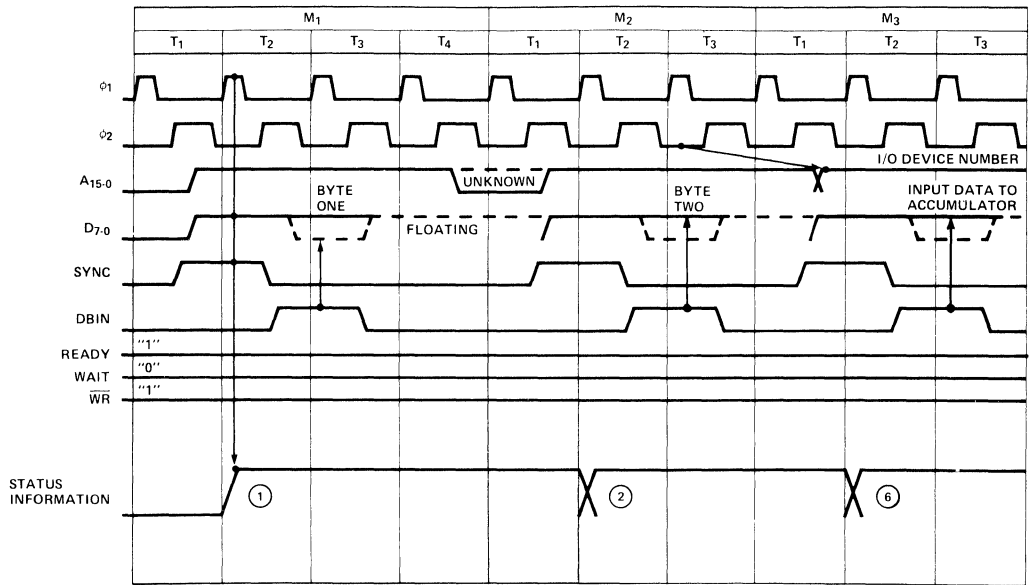 M1 M2 M3
T1 T2 T3 T4 T1 T2 T3 T1 T2 T3
ϕ1
ϕ2
I/O DEVICE NUMBER
A15-0
UNKNOWN
BYTE
ONE
BYTE
TWO
INPUT DATA TO
ACCUMULATOR
D7-0
FLOATING
SYNC
DBIN
READY "1"
WAIT "0"
W̅R̅ "1"
STATUS
INFORMATION
1 2 6